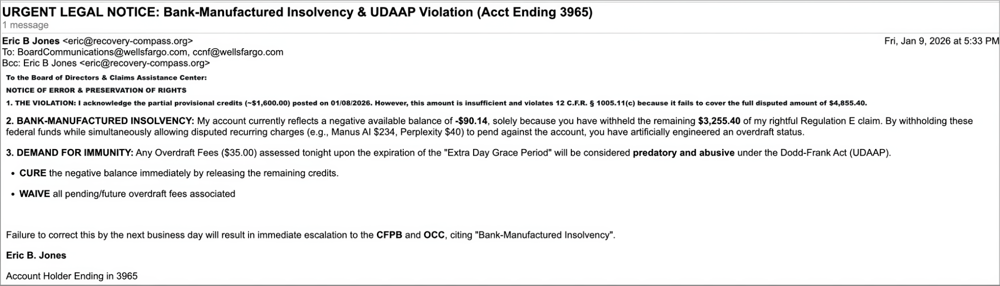 URGENT LEGAL NOTICE: Bank-Manufactured Insolvency & UDAAP Violation (Acct Ending 3965)
1 message
Eric B Jones <eric@recovery-compass.org> Fri, Jan 9, 2026 at 5:33 PM
To: BoardCommunications@wellsfargo.com, ccnf@wellsfargo.com
Bcc: Eric B Jones <eric@recovery-compass.org>
To the Board of Directors & Claims Assistance Center:
NOTICE OF ERROR & PRESERVATION OF RIGHTS
1. THE VIOLATION: I acknowledge the partial provisional credits (~$1,600.00) posted on 01/08/2026. However, this amount is insufficient and violates 12 C.F.R. § 1005.11(c) because it fails to cover the full disputed amount of $4,855.40.
2. BANK-MANUFACTURED INSOLVENCY: My account currently reflects a negative available balance of -$90.14, solely because you have withheld the remaining $3,255.40 of my rightful Regulation E claim. By withholding these
federal funds while simultaneously allowing disputed recurring charges (e.g., Manus AI $234, Perplexity $40) to pend against the account, you have artificially engineered an overdraft status.
3. DEMAND FOR IMMUNITY: Any Overdraft Fees ($35.00) assessed tonight upon the expiration of the "Extra Day Grace Period" will be considered predatory and abusive under the Dodd-Frank Act (UDAAP).
• CURE the negative balance immediately by releasing the remaining credits.
• WAIVE all pending/future overdraft fees associated
Failure to correct this by the next business day will result in immediate escalation to the CFPB and OCC, citing "Bank-Manufactured Insolvency".
Eric B. Jones
Account Holder Ending in 3965